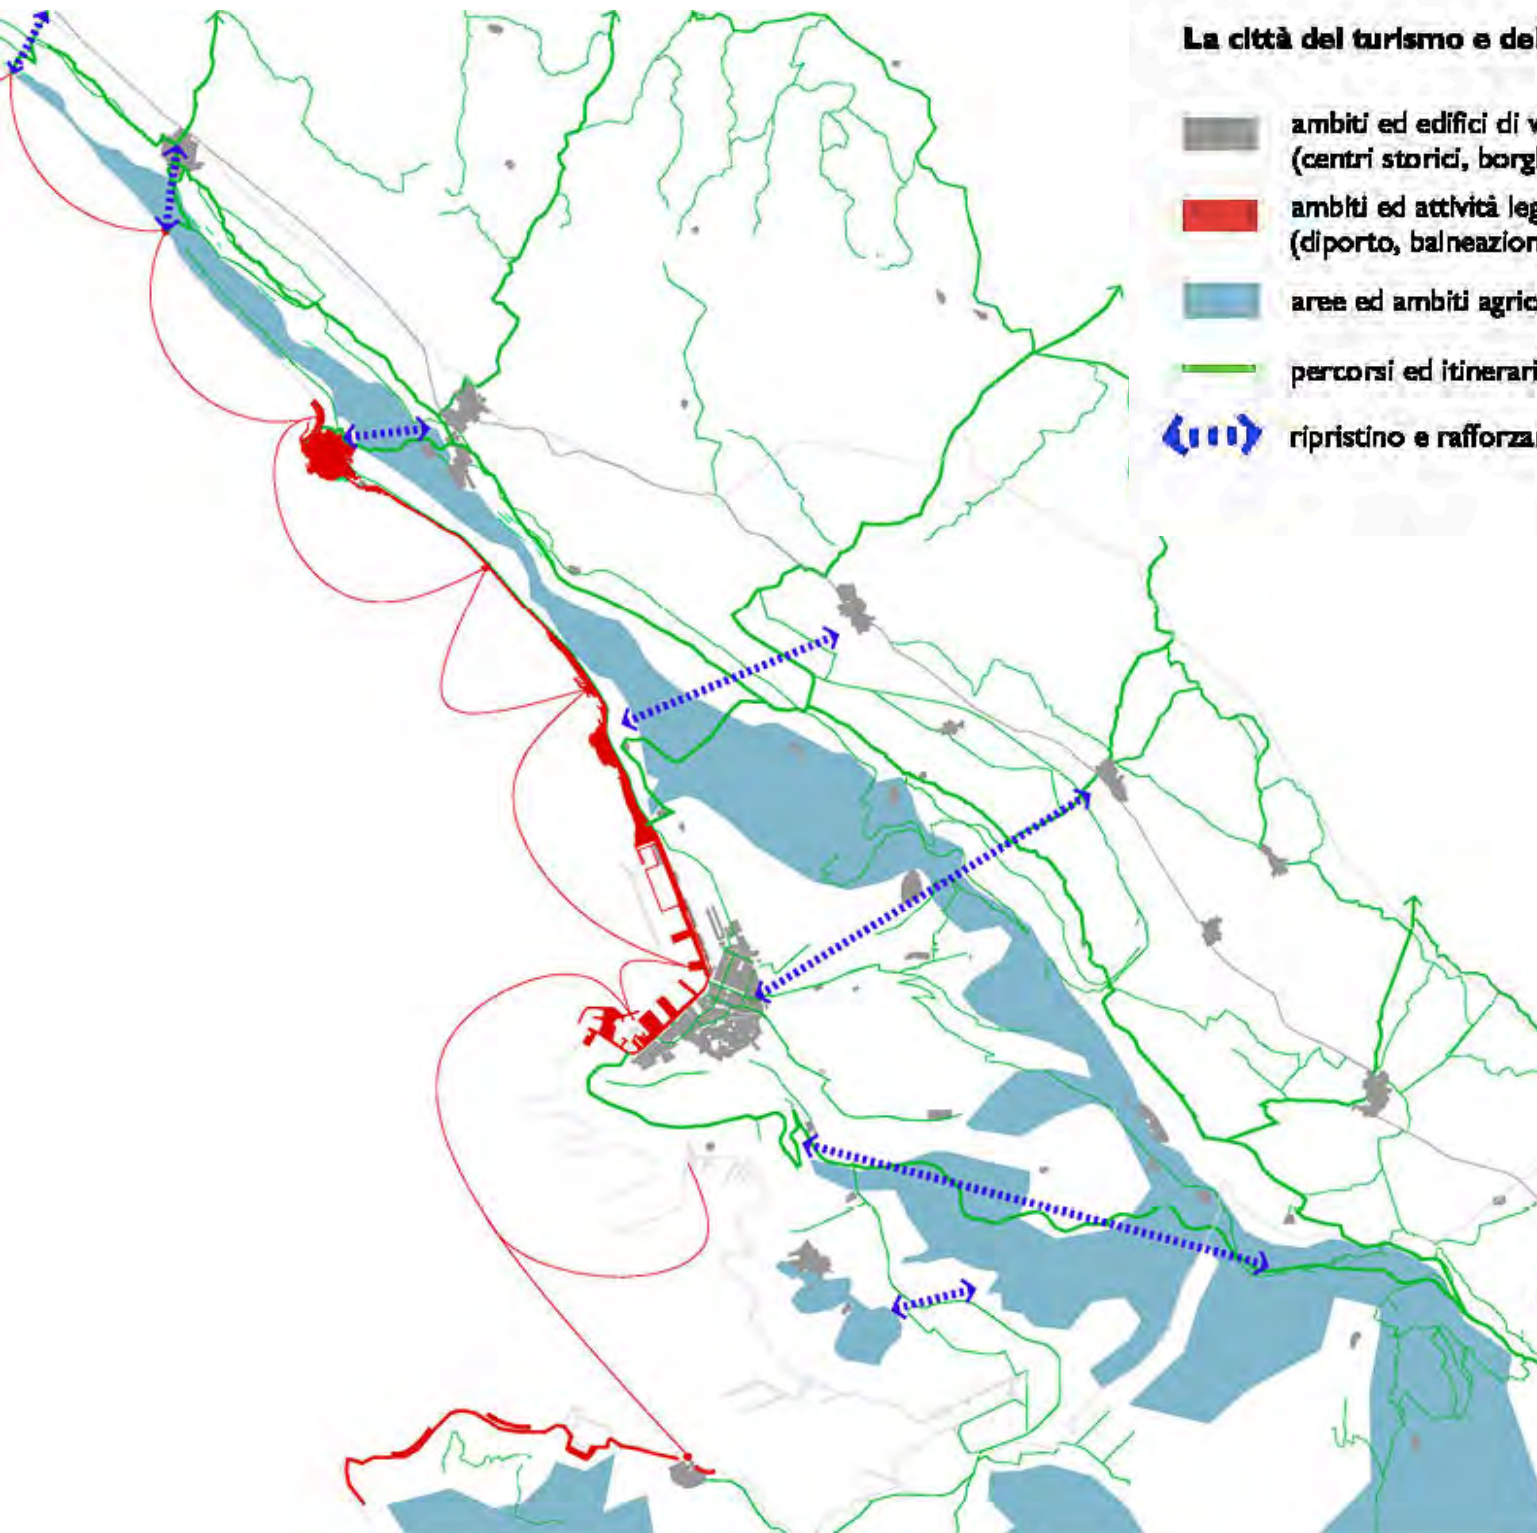 La città del turismo e del
ambiti ed edifici di v
(centri storici, borgh
ambiti ed attività leg
(diporto, balneazion
aree ed ambiti agric
percorsi ed itinerari
ripristino e rafforza